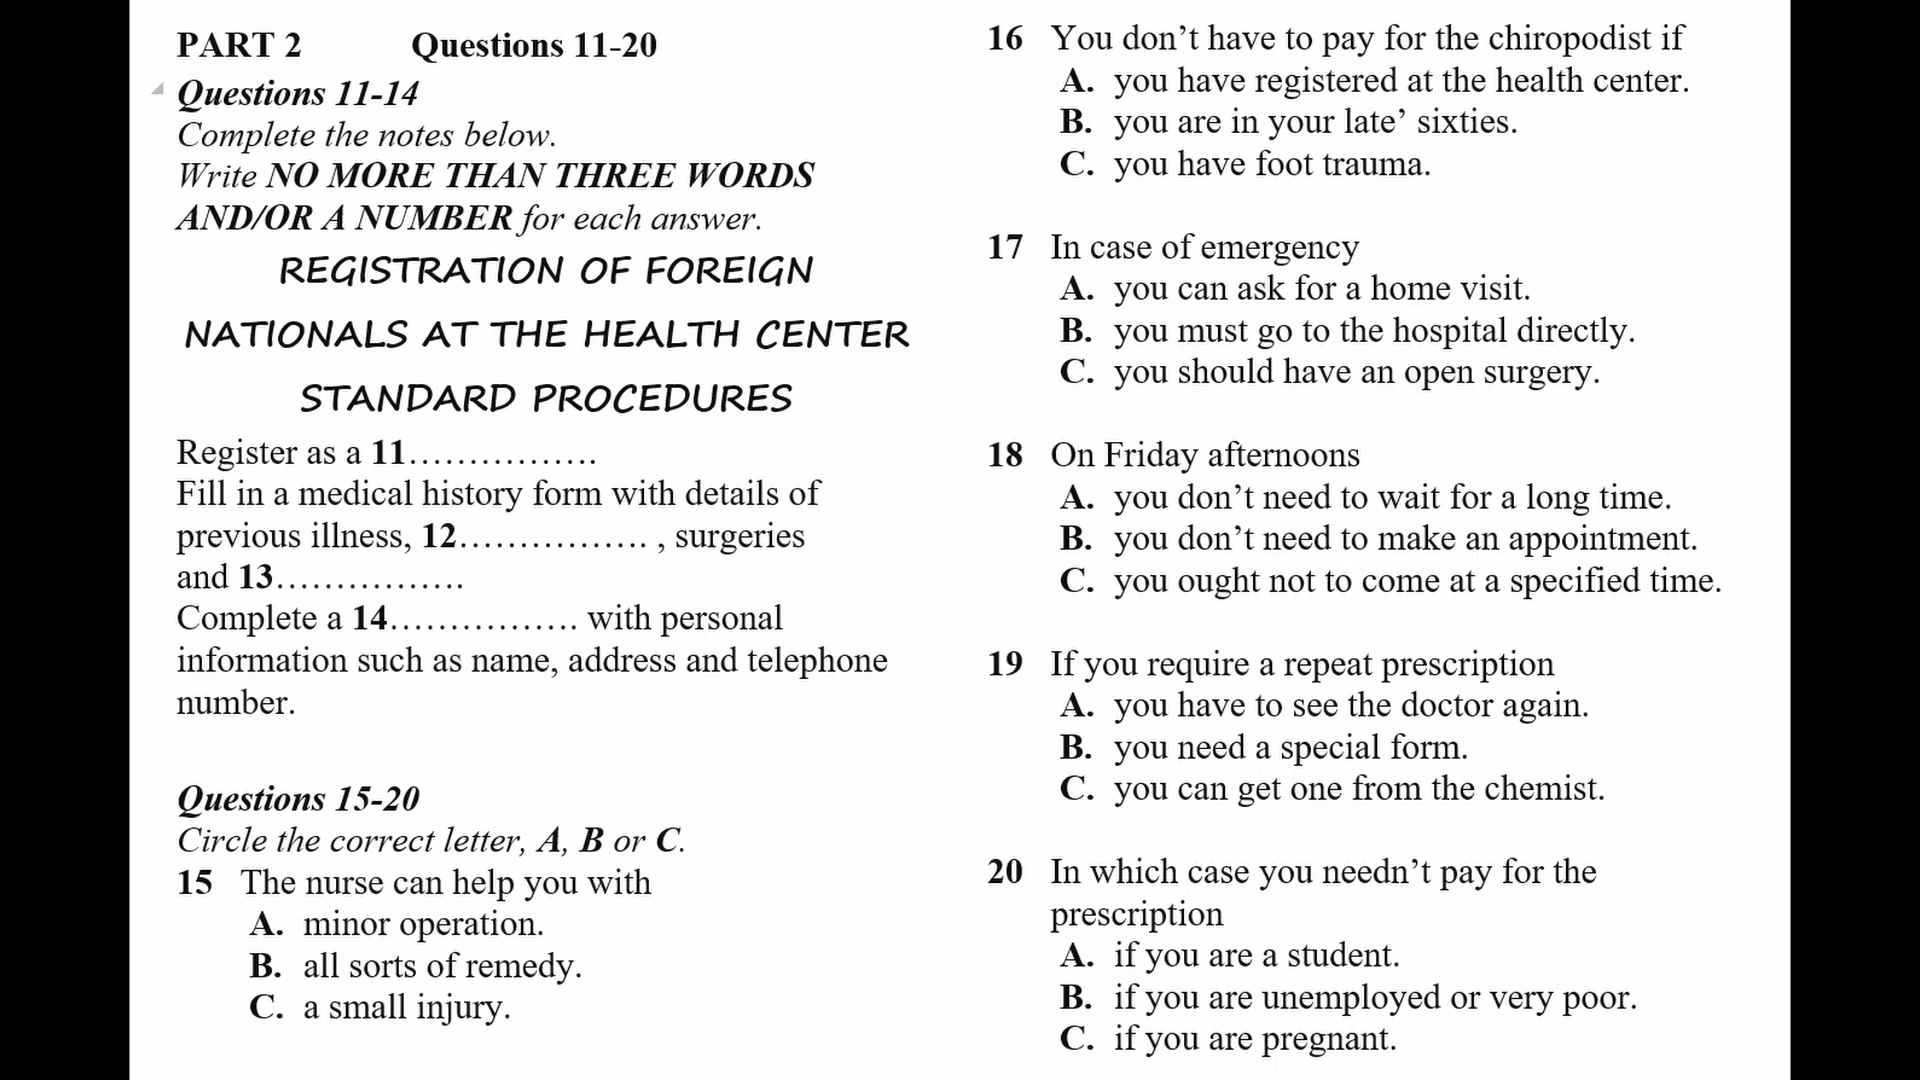 PART 2 Questions 11-20
Questions 11-14
Complete the notes below.
Write NO MORE THAN THREE WORDS
AND/OR A NUMBER for each answer.
REGISTRATION OF FOREIGN
NATIONALS AT THE HEALTH CENTER
STANDARD PROCEDURES
Register as a 11................
Fill in a medical history form with details of
previous illness, 12................ , surgeries
and 13................
Complete a 14................ with personal
information such as name, address and telephone
number.
Questions 15-20
Circle the correct letter, A, B or C.
15 The nurse can help you with
A. minor operation.
B. all sorts of remedy.
C. a small injury.
16 You don’t have to pay for the chiropodist if
A. you have registered at the health center.
B. you are in your late’ sixties.
C. you have foot trauma.
17 In case of emergency
A. you can ask for a home visit.
B. you must go to the hospital directly.
C. you should have an open surgery.
18 On Friday afternoons
A. you don’t need to wait for a long time.
B. you don’t need to make an appointment.
C. you ought not to come at a specified time.
19 If you require a repeat prescription
A. you have to see the doctor again.
B. you need a special form.
C. you can get one from the chemist.
20 In which case you needn’t pay for the
prescription
A. if you are a student.
B. if you are unemployed or very poor.
C. if you are pregnant.